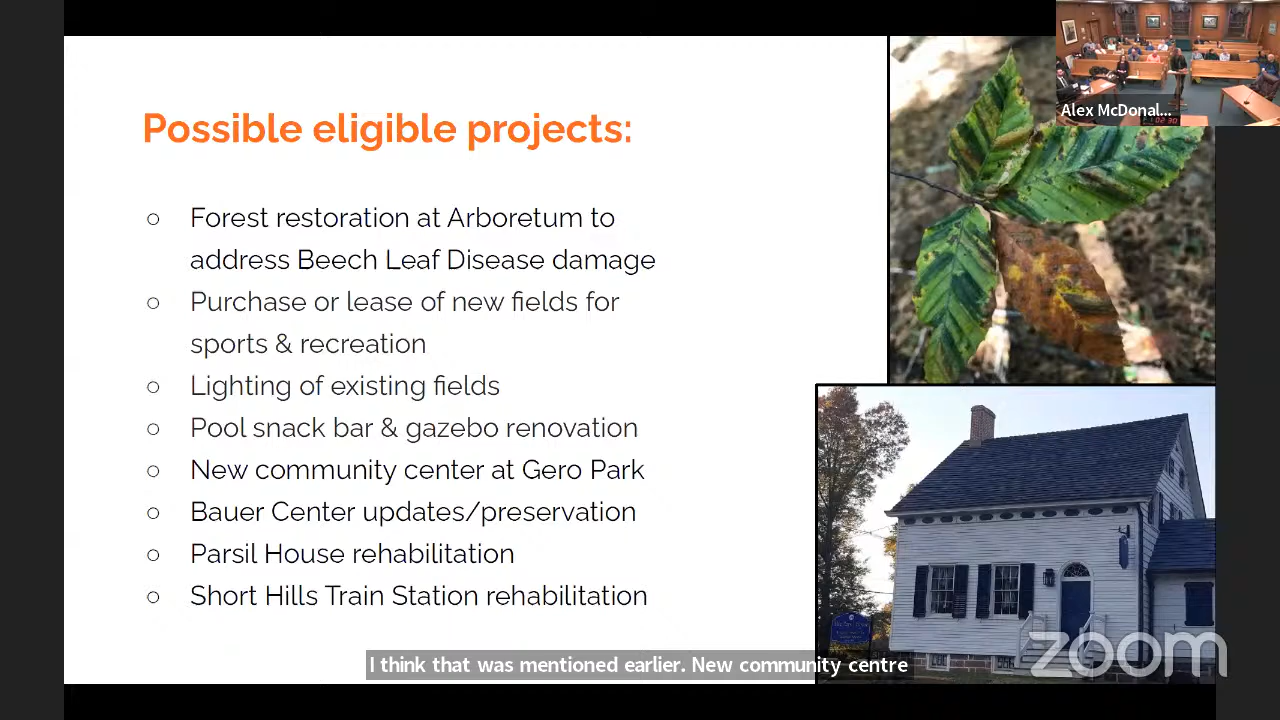 Alex McDonal...
Possible eligible projects:
○ Forest restoration at Arboretum to
address Beech Leaf Disease damage
○ Purchase or lease of new fields for
sports & recreation
○ Lighting of existing fields
○ Pool snack bar & gazebo renovation
○ New community center at Gero Park
○ Bauer Center updates/preservation
○ Parsil House rehabilitation
○ Short Hills Train Station rehabilitation
I think that was mentioned earlier. New community centre
zoom